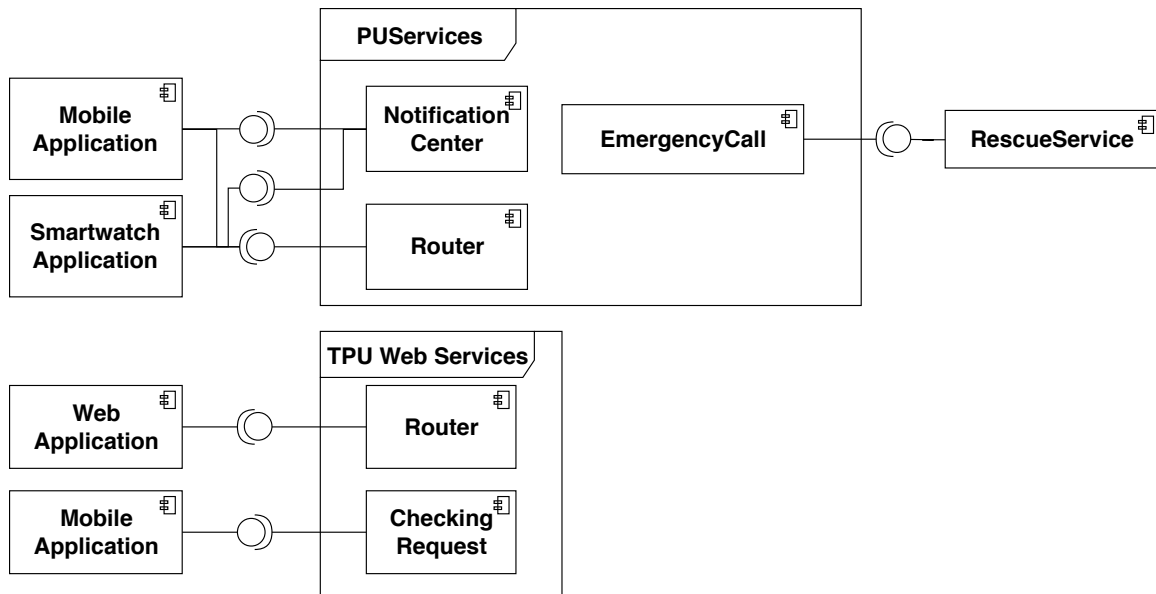 PUServices
Mobile
Application
Notification
Center
EmergencyCall
RescueService
Smartwatch
Application
Router
TPU Web Services
Web
Application
Router
Mobile
Application
Checking
Request